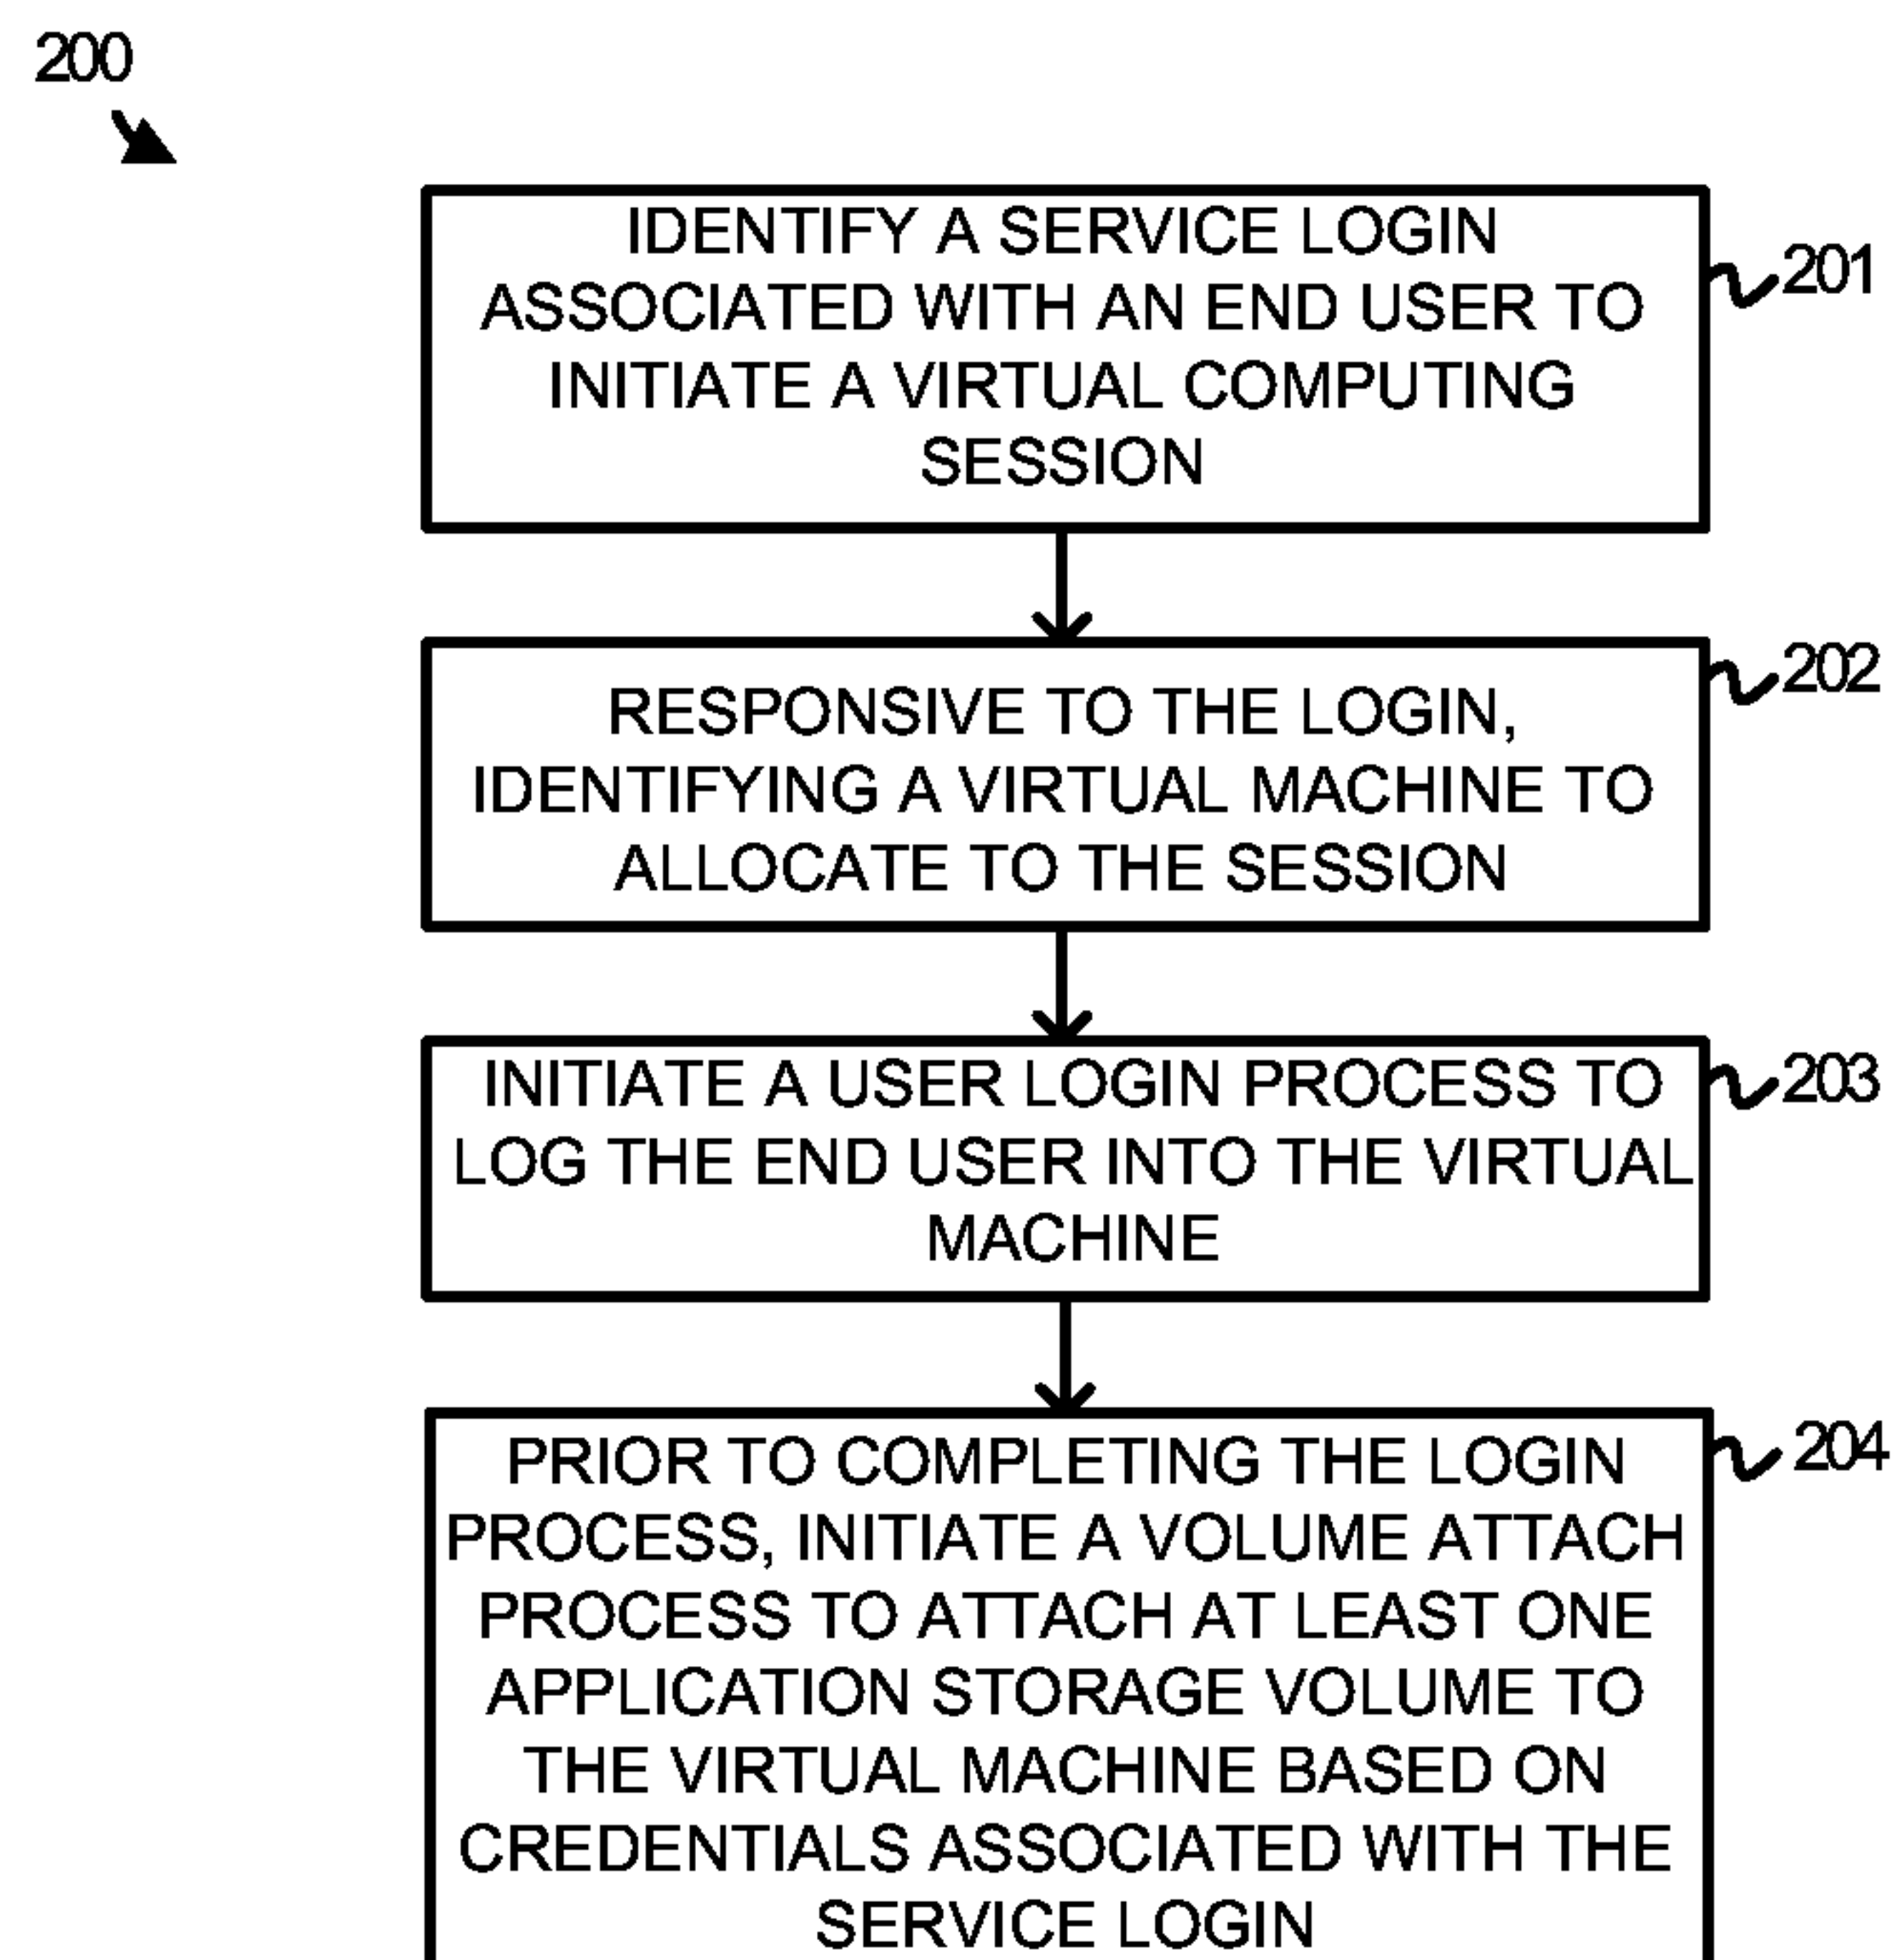 200
IDENTIFY A SERVICE LOGIN
ASSOCIATED WITH AN END USER TO
INITIATE A VIRTUAL COMPUTING
SESSION
201
RESPONSIVE TO THE LOGIN,
IDENTIFYING A VIRTUAL MACHINE TO
ALLOCATE TO THE SESSION
202
INITIATE A USER LOGIN PROCESS TO
LOG THE END USER INTO THE VIRTUAL
MACHINE
203
PRIOR TO COMPLETING THE LOGIN
PROCESS, INITIATE A VOLUME ATTACH
PROCESS TO ATTACH AT LEAST ONE
APPLICATION STORAGE VOLUME TO
THE VIRTUAL MACHINE BASED ON
CREDENTIALS ASSOCIATED WITH THE
SERVICE LOGIN
204